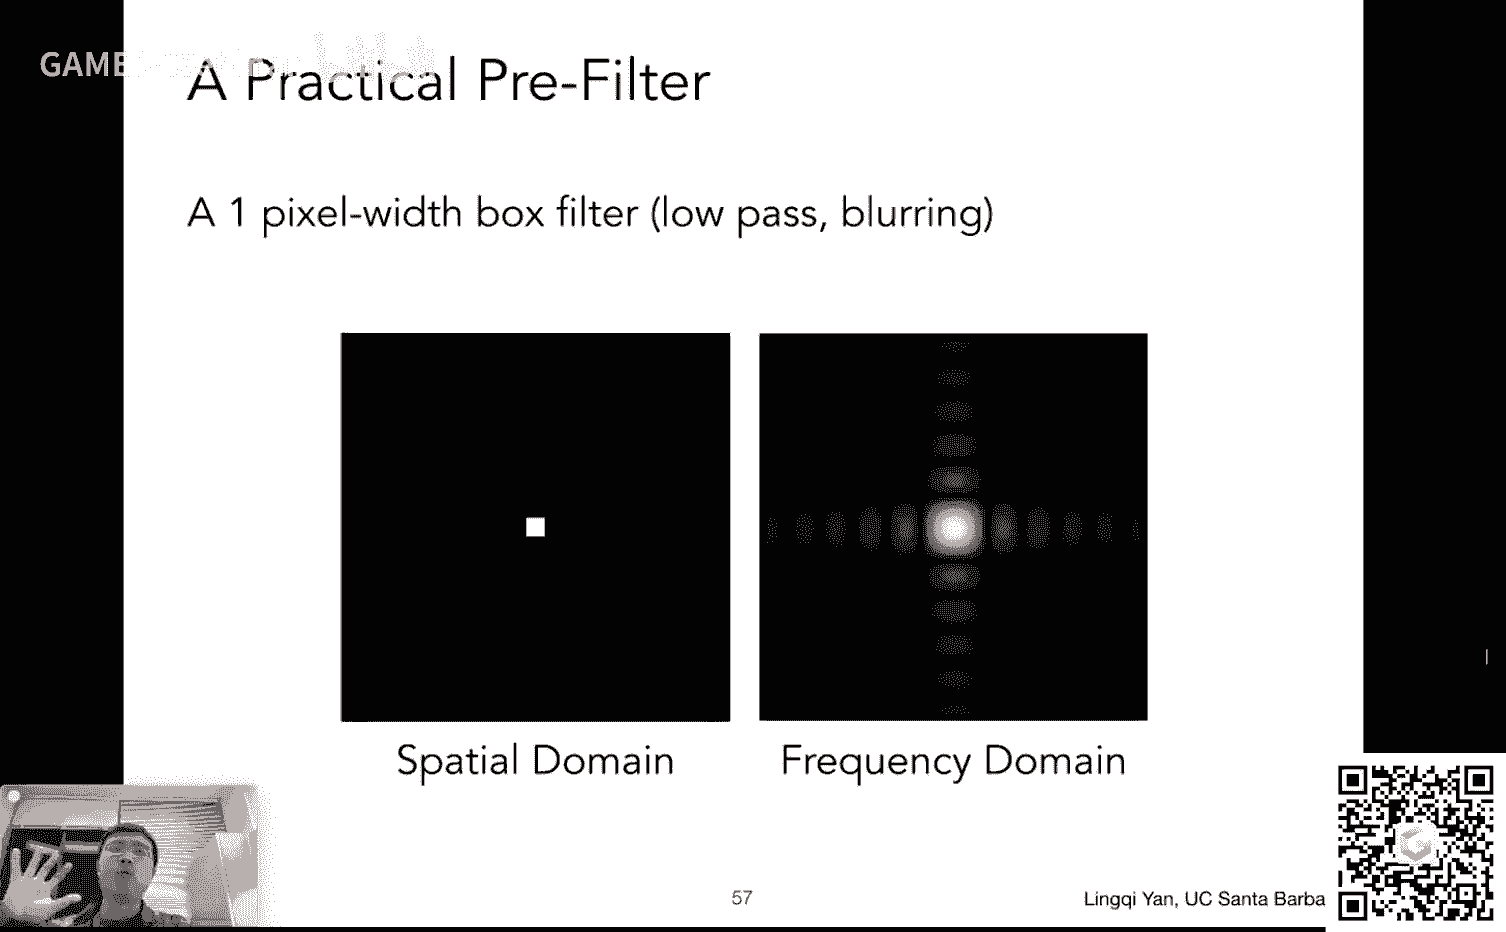 GAME
A Practical Pre-Filter
A 1 pixel-width box filter (low pass, blurring)
Spatial Domain
Frequency Domain
57
Lingqi Yan, UC Santa Barba